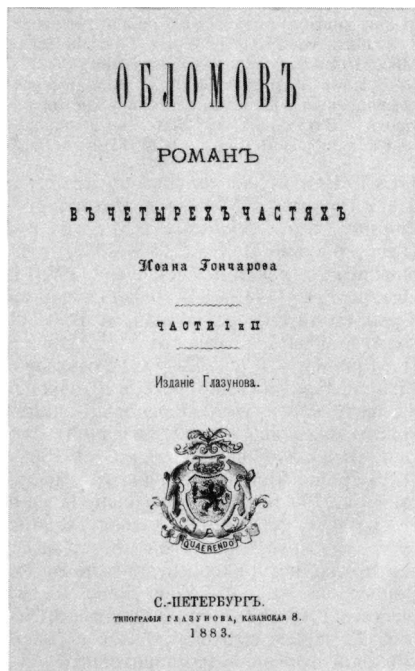 ОБЛОМОВЪ
РОМАНЪ
ВЪ ЧЕТЫРЕХЪ ЧАСТЯХЪ
Ивана Гончарова
ЧАСТИ I и II
Изданіе Глазунова.
QUAERENDO
С.-ПЕТЕРБУРГЪ.
ТИПОГРАФІЯ ГЛАЗУНОВА, КАЗАНСКАЯ 8.
1883.